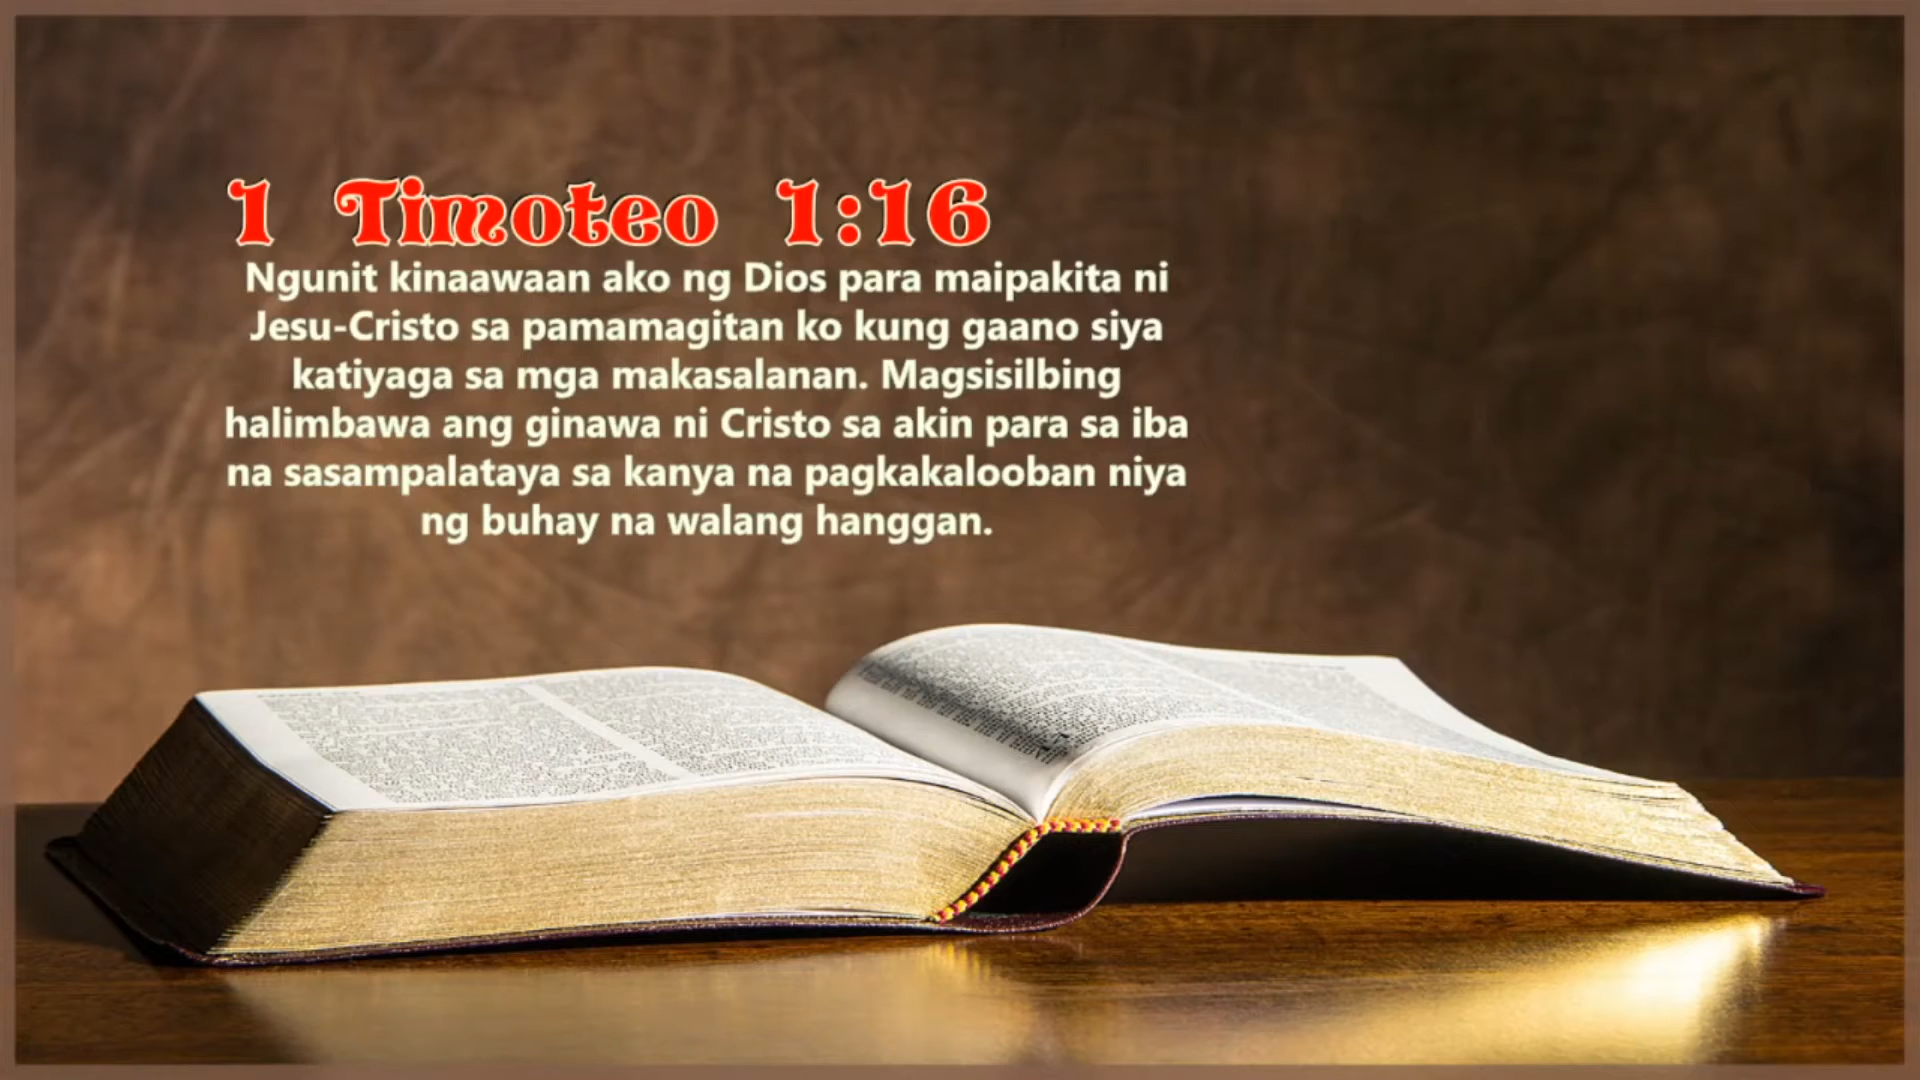 1 Timoteo 1:16
Ngunit kinaawaan ako ng Dios para maipakita ni
Jesu-Cristo sa pamamagitan ko kung gaano siya
katiyaga sa mga makasalanan. Magsisilbing
halimbawa ang ginawa ni Cristo sa akin para sa iba
na sasampalataya sa kanya na pagkakalooban niya
ng buhay na walang hanggan.